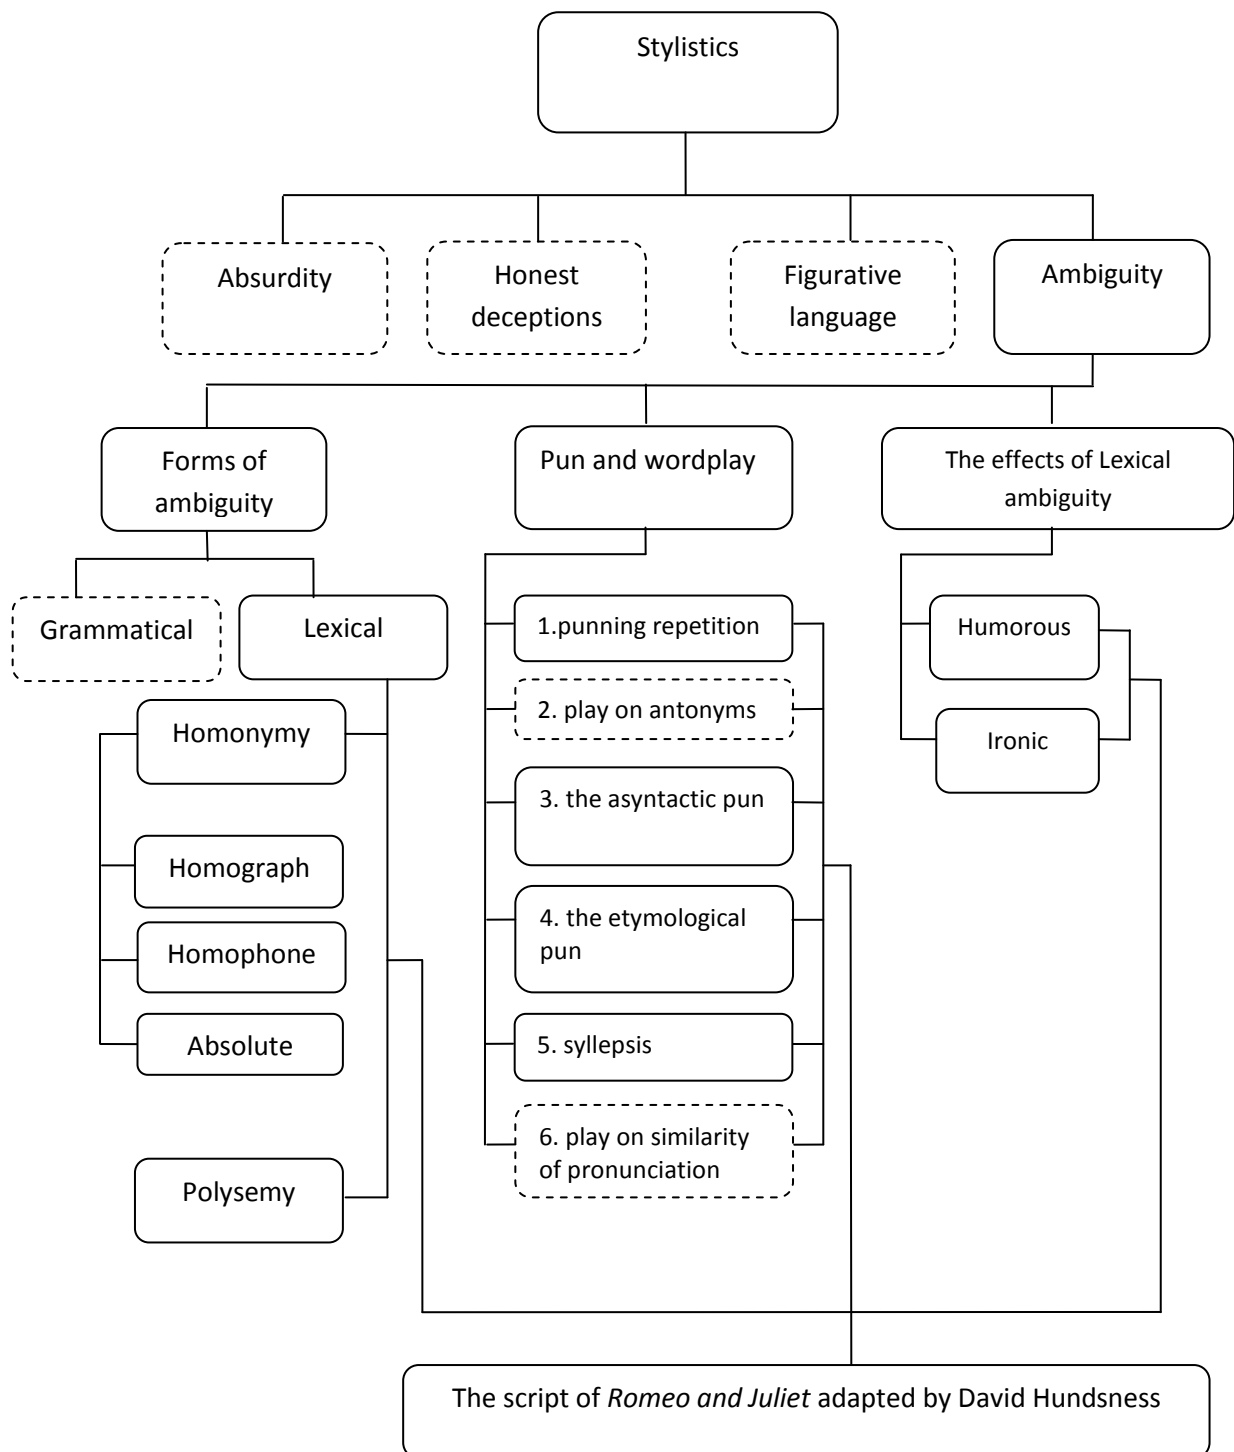 Stylistics
Absurdity
Honest
deceptions
Figurative
language
Ambiguity
Forms of
ambiguity
Pun and wordplay
The effects of Lexical
ambiguity
Grammatical
Lexical
Homonymy
Homograph
Homophone
Absolute
Polysemy
1.punning repetition
2. play on antonyms
3. the asyntactic pun
4. the etymological
pun
5. syllepsis
6. play on similarity
of pronunciation
Humorous
Ironic
The script of Romeo and Juliet adapted by David Hundsness